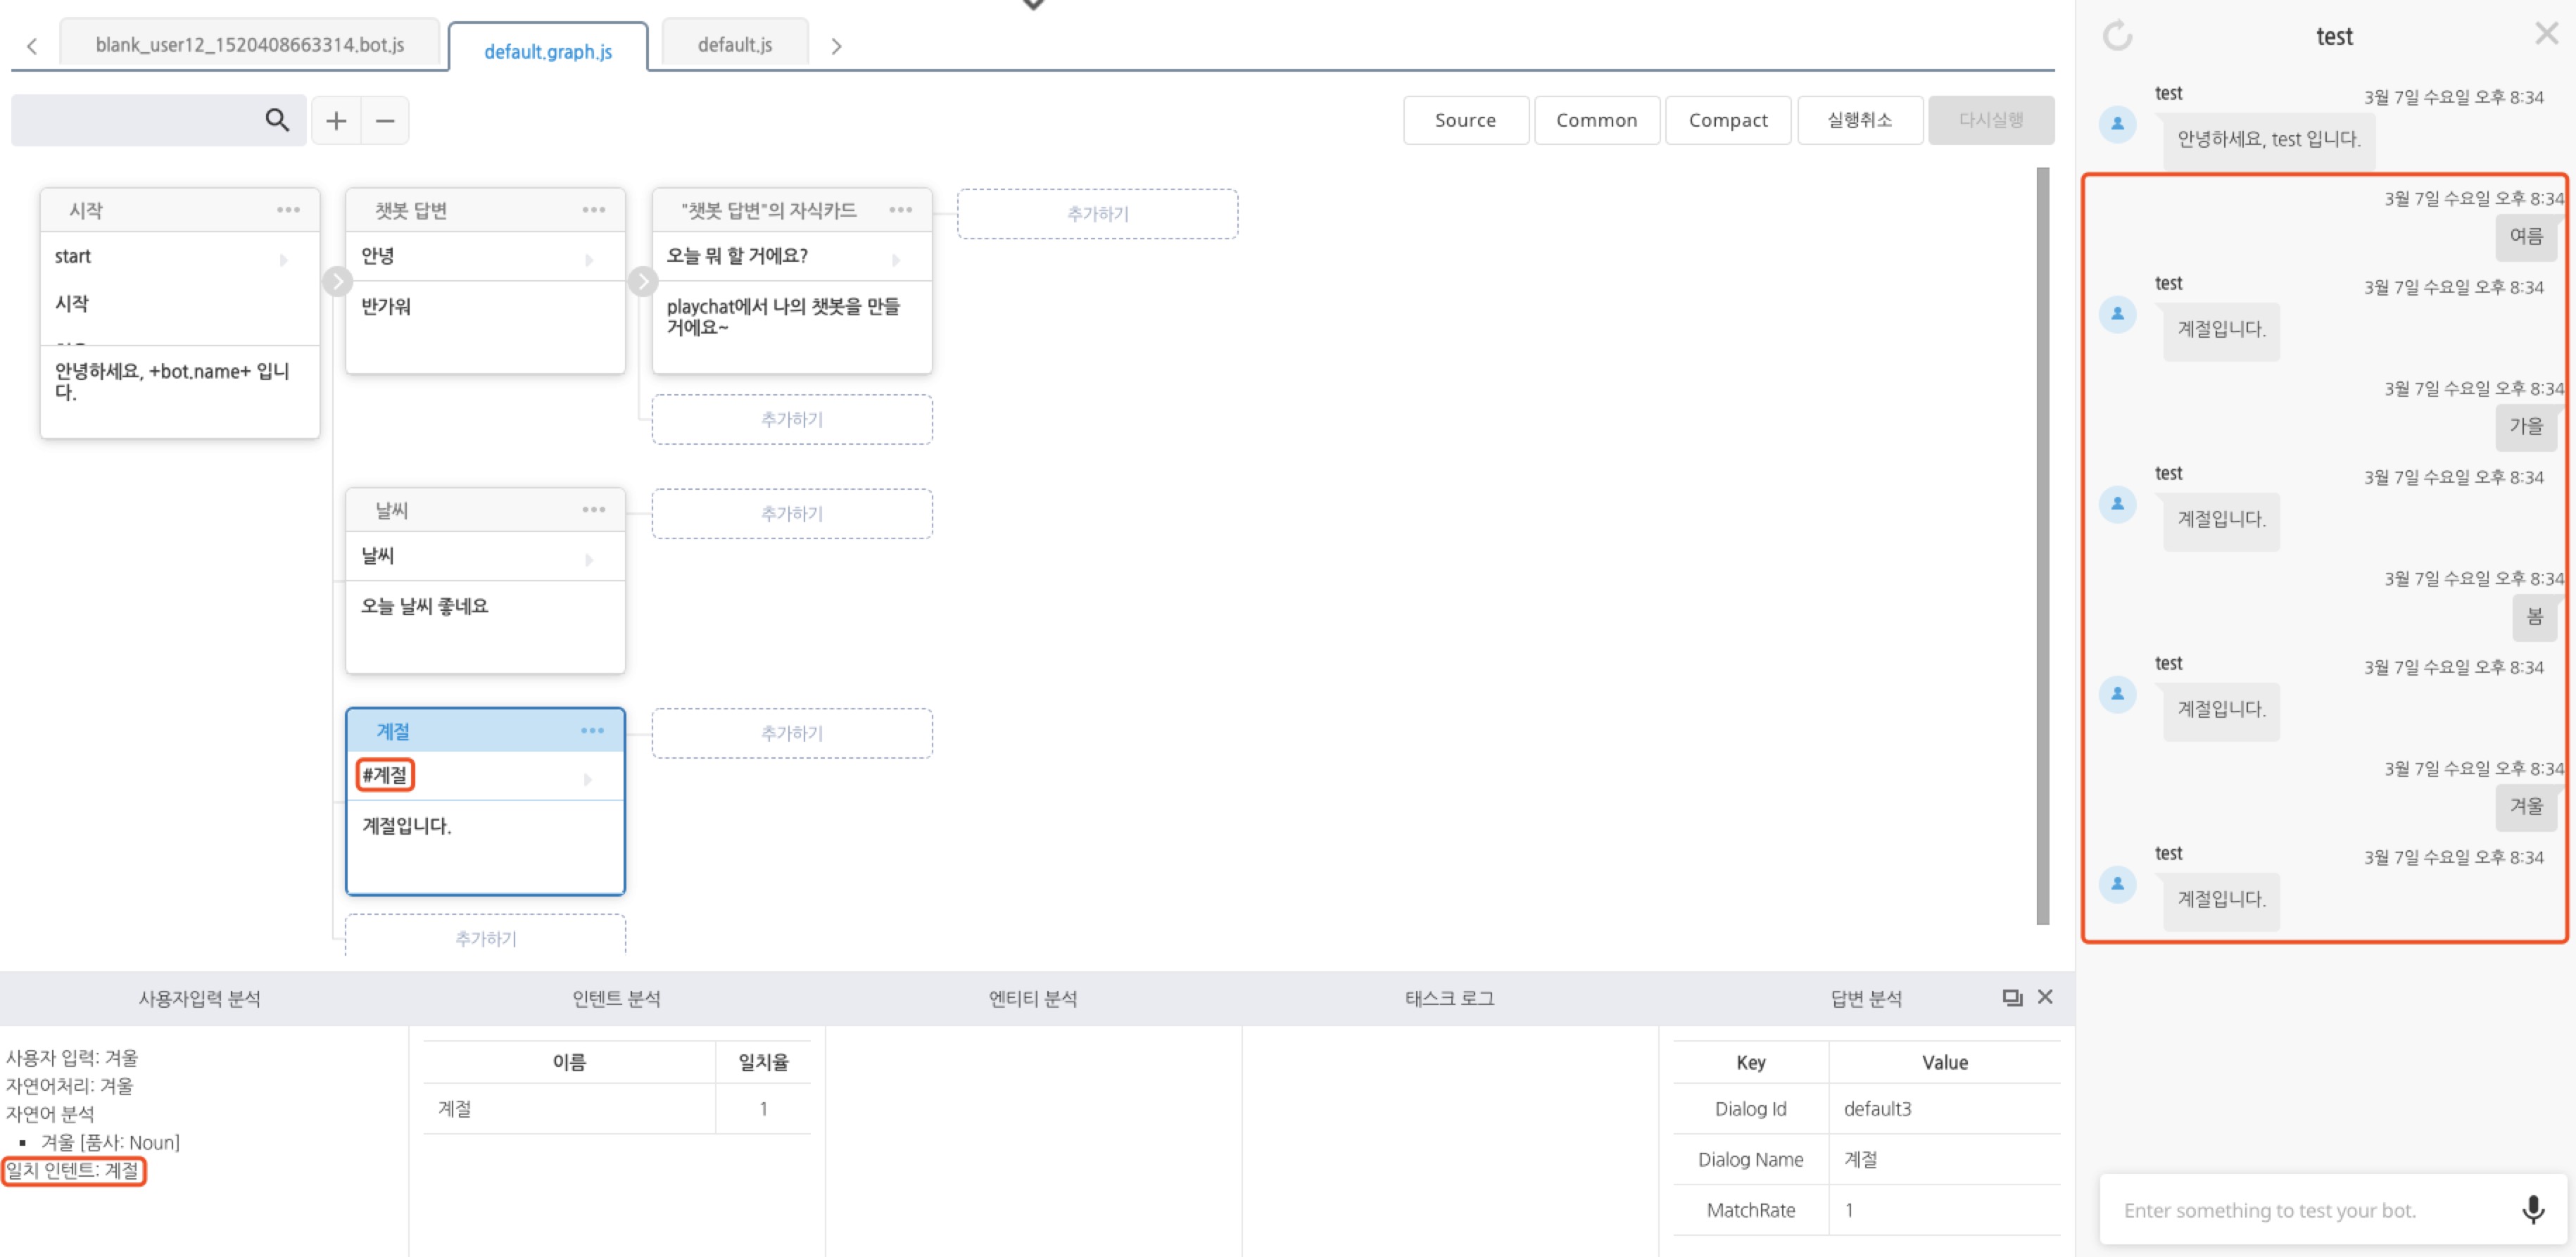 blank_user12_1520408663314.bot.js
default.graph.js
default.js
Source
Common
Compact
실행취소
다시실행
시작
start
시작
안녕하세요, +bot.name+ 입니
다.
챗봇 답변
안녕
반가워
"챗봇 답변"의 자식카드
오늘 뭐 할 거에요?
playchat에서 나의 챗봇을 만들
거에요~
추가하기
추가하기
날씨
날씨
오늘 날씨 좋네요
추가하기
계절
#계절
계절입니다.
추가하기
추가하기
사용자입력 분석
사용자 입력: 겨울
자연어처리: 겨울
자연어 분석
▪ 겨울 [품사: Noun]
일치 인텐트: 계절
인텐트 분석
이름 일치율
계절 1
엔티티 분석
태스크 로그
답변 분석
Key Value
Dialog Id default3
Dialog Name 계절
MatchRate 1
test
test 3월 7일 수요일 오후 8:34
안녕하세요, test 입니다.
3월 7일 수요일 오후 8:34
여름
test 3월 7일 수요일 오후 8:34
계절입니다.
3월 7일 수요일 오후 8:34
가을
test 3월 7일 수요일 오후 8:34
계절입니다.
3월 7일 수요일 오후 8:34
봄
test 3월 7일 수요일 오후 8:34
계절입니다.
3월 7일 수요일 오후 8:34
겨울
test 3월 7일 수요일 오후 8:34
계절입니다.
Enter something to test your bot.